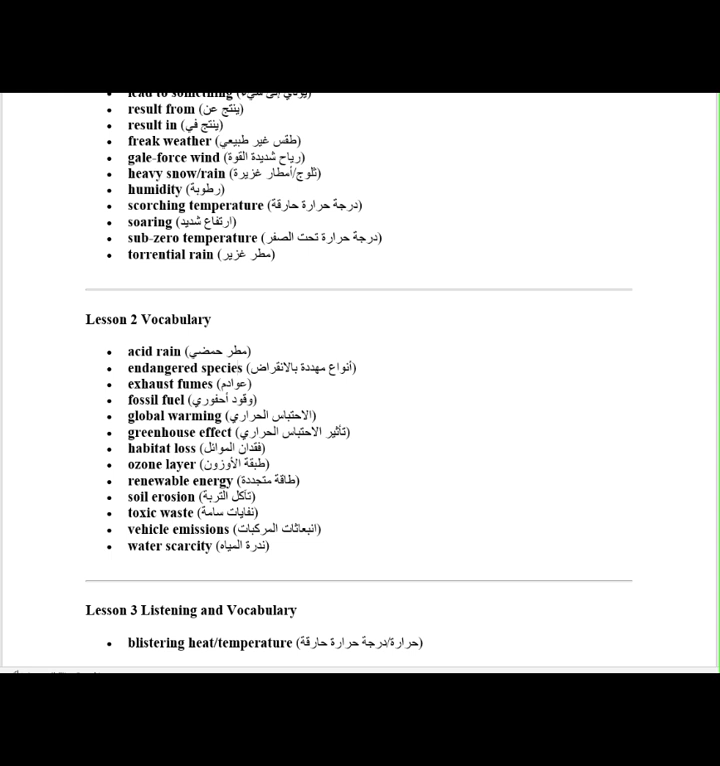 lead to something (يؤدي إلى شيء)
• result from (ينتج عن)
• result in (ينتج في)
• freak weather (طقس غير طبيعي)
• gale-force wind (رياح شديدة القوة)
• heavy snow/rain (ثلوج/أمطار غزيرة)
• humidity (رطوبة)
• scorching temperature (درجة حرارة حارقة)
• soaring (ارتفاع شديد)
• sub-zero temperature (درجة حرارة تحت الصفر)
• torrential rain (مطر غزير)
Lesson 2 Vocabulary
• acid rain (مطر حمضي)
• endangered species (أنواع مهددة بالانقراض)
• exhaust fumes (عوادم)
• fossil fuel (وقود أحفوري)
• global warming (الاحتباس الحراري)
• greenhouse effect (تأثير الاحتباس الحراري)
• habitat loss (فقدان الموائل)
• ozone layer (طبقة الأوزون)
• renewable energy (طاقة متجددة)
• soil erosion (تآكل التربة)
• toxic waste (نفايات سامة)
• vehicle emissions (انبعاثات المركبات)
• water scarcity (ندرة المياه)
Lesson 3 Listening and Vocabulary
• blistering heat/temperature (حرارة/درجة حرارة حارقة)